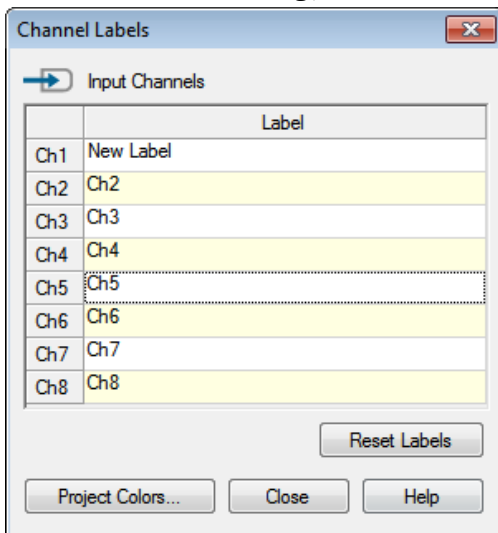 Channel Labels
Input Channels
Label
Ch1 New Label
Ch2 Ch2
Ch3 Ch3
Ch4 Ch4
Ch5 Ch5
Ch6 Ch6
Ch7 Ch7
Ch8 Ch8
Reset Labels
Project Colors... Close Help